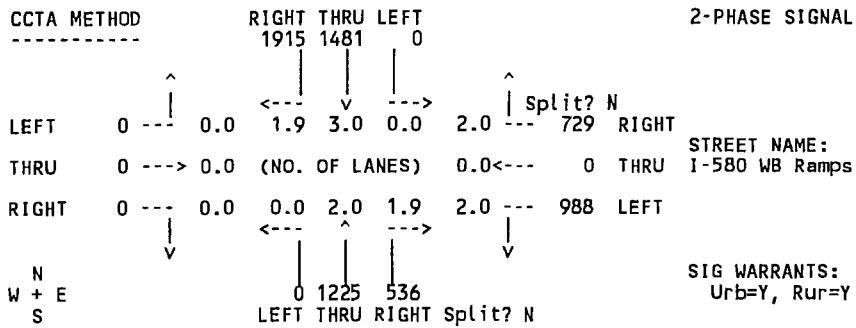 CCTA METHOD RIGHT THRU LEFT 2-PHASE SIGNAL
----------- 1915 1481 0
^ ^
<--- v ---> Split? N
LEFT 0 --- 0.0 1.9 3.0 0.0 2.0 --- 729 RIGHT
STREET NAME:
THRU 0 ---> 0.0 (NO. OF LANES) 0.0<--- 0 THRU I-580 WB Ramps
RIGHT 0 --- 0.0 0.0 2.0 1.9 2.0 --- 988 LEFT
<--- ^ --->
v v
N SIG WARRANTS:
W + E 0 1225 536 Urb=Y, Rur=Y
S LEFT THRU RIGHT Split? N